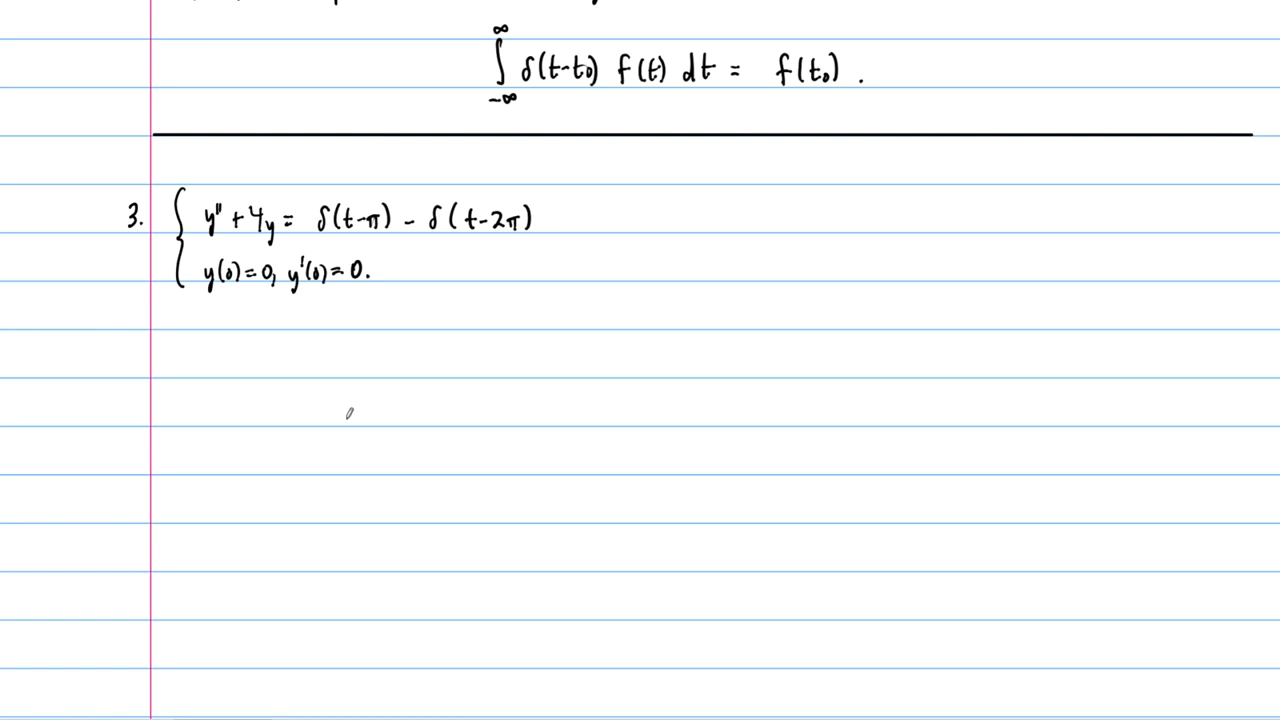 ∫_{-∞}^{∞} δ(t-t₀) f(t) dt = f(t₀) .
3. { y'' + 4y = δ(t-π) - δ(t-2π)
y(0) = 0, y'(0) = 0.